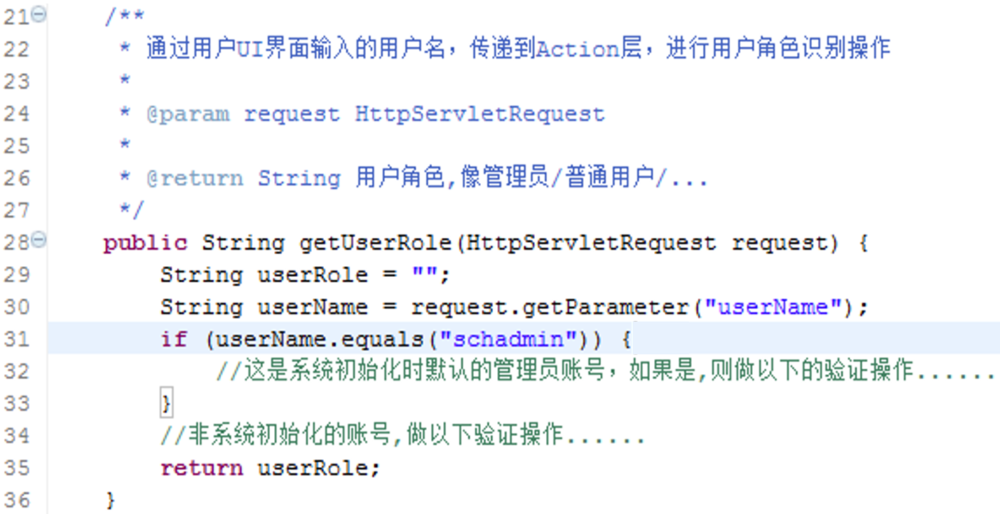 21 /**
22 * 通过用户UI界面输入的用户名，传递到Action层，进行用户角色识别操作
23 *
24 * @param request HttpServletRequest
25 *
26 * @return String 用户角色,像管理员/普通用户/...
27 */
28 public String getUserRole(HttpServletRequest request) {
29 String userRole = "";
30 String userName = request.getParameter("userName");
31 if (userName.equals("schadmin")) {
32 //这是系统初始化时默认的管理员账号，如果是,则做以下的验证操作......
33 }
34 //非系统初始化的账号,做以下验证操作......
35 return userRole;
36 }